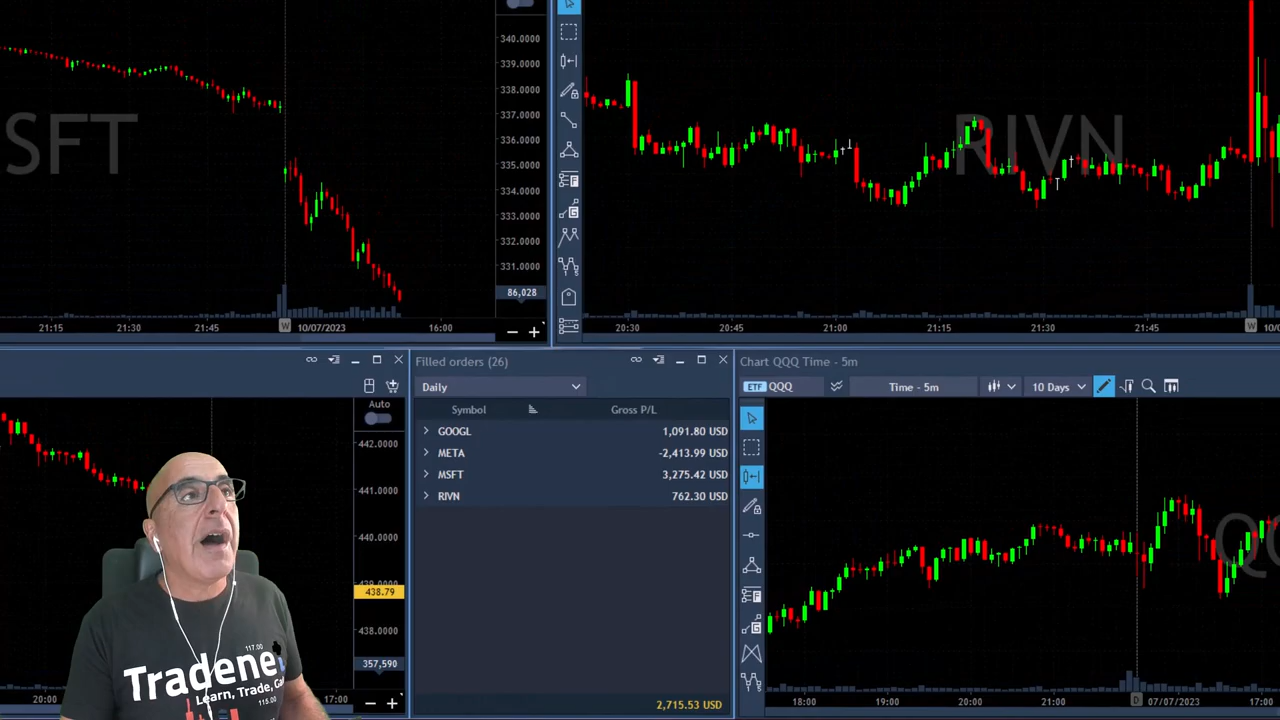 340.0000
339.0000
338.0000
337.0000
335.0000
334.0000
333.0000
332.0000
331.0000
86,028
SFT
21:15 21:30 21:45 W 10/07/2023 16:00
RIVN
20:30 20:45 21:00 21:15 21:30 21:45 W
Auto
442.0000
441.0000
440.0000
438.79
438.0000
357,590
20:00 17:00
Filled orders (26)
Daily
Symbol Gross P/L
GOOGL 1,091.80 USD
META -2,413.99 USD
MSFT 3,275.42 USD
RIVN 762.30 USD
2,715.53 USD
Chart QQQ Time - 5m
ETF QQQ Time - 5m 10 Days
18:00 19:00 20:00 21:00 D 07/07/2023 17:00
117.00
Tradene
Learn, Trade, Ga
115.00